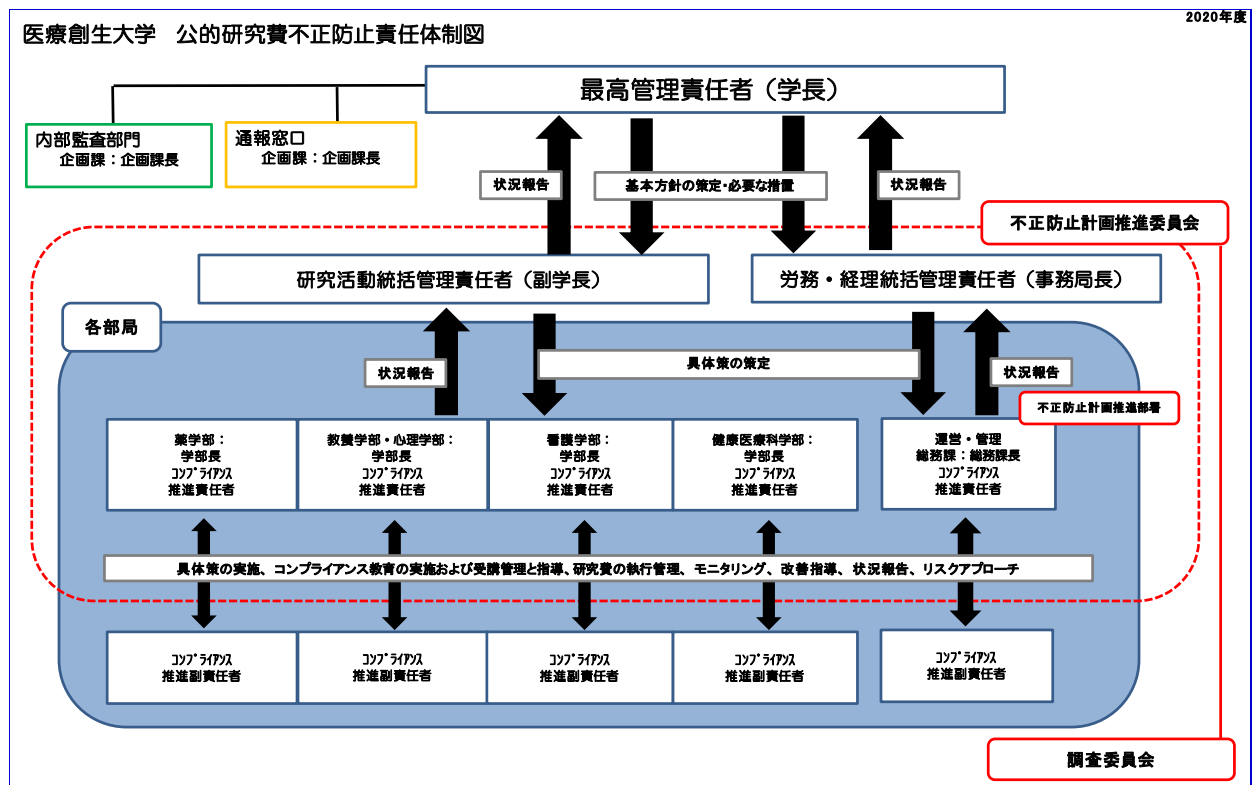 2020年度
医療創生大学　公的研究費不正防止責任体制図
最高管理責任者（学長）
内部監査部門
企画課：企画課長
通報窓口
企画課：企画課長
状況報告
基本方針の策定・必要な措置
状況報告
不正防止計画推進委員会
研究活動統括管理責任者（副学長）
労務・経理統括管理責任者（事務局長）
各部局
状況報告
具体策の策定
状況報告
不正防止計画推進部署
薬学部：
学部長
ｺﾝﾌﾟﾗｲｱﾝｽ
推進責任者
教養学部・心理学部：
学部長
ｺﾝﾌﾟﾗｲｱﾝｽ
推進責任者
看護学部：
学部長
ｺﾝﾌﾟﾗｲｱﾝｽ
推進責任者
健康医療科学部：
学部長
ｺﾝﾌﾟﾗｲｱﾝｽ
推進責任者
運営・管理
総務課：総務課長
ｺﾝﾌﾟﾗｲｱﾝｽ
推進責任者
具体策の実施、コンプライアンス教育の実施および受講管理と指導、研究費の執行管理、モニタリング、改善指導、状況報告、リスクアプローチ
ｺﾝﾌﾟﾗｲｱﾝｽ
推進副責任者
ｺﾝﾌﾟﾗｲｱﾝｽ
推進副責任者
ｺﾝﾌﾟﾗｲｱﾝｽ
推進副責任者
ｺﾝﾌﾟﾗｲｱﾝｽ
推進副責任者
ｺﾝﾌﾟﾗｲｱﾝｽ
推進副責任者
調査委員会